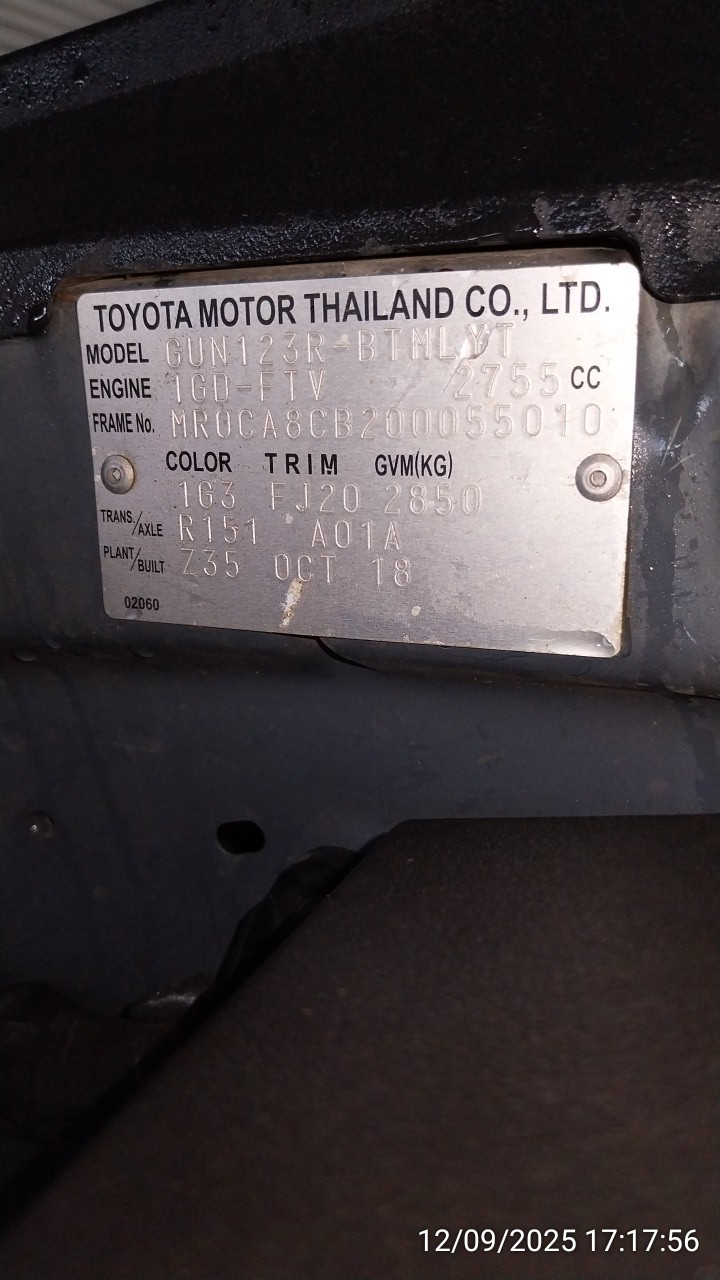 TOYOTA MOTOR THAILAND CO., LTD.
MODEL GUN123R-BTMLYT
ENGINE 1GD-FTV 2755 CC
FRAME No. MR0CA8CB200055010
COLOR TRIM GVM(KG)
1G3 FJ20 2850
TRANS./AXLE R151 A01A
PLANT/BUILT Z35 OCT 18
02060
12/09/2025 17:17:56